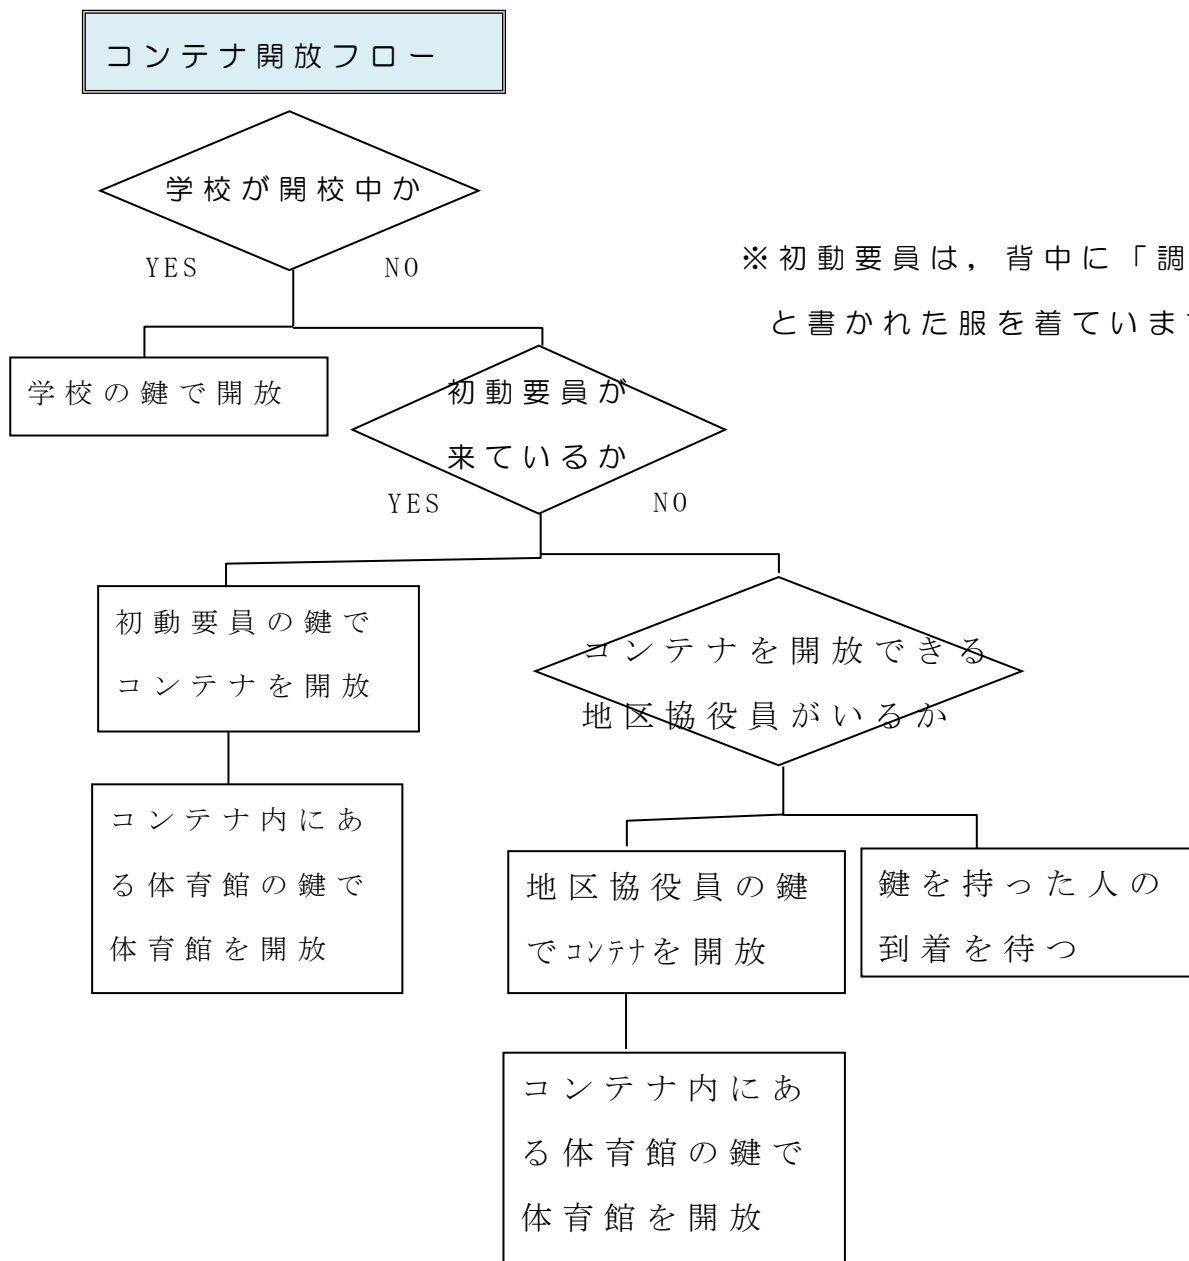 コンテナ開放フロー
学校が開校中か
YES
NO
※初動要員は，背中に「調
と書かれた服を着ていま
学校の鍵で開放
初動要員が
来ているか
YES
NO
初動要員の鍵で
コンテナを開放
コンテナを開放できる
地区協役員がいるか
コンテナ内にあ
る体育館の鍵で
体育館を開放
地区協役員の鍵
でコンテナを開放
鍵を持った人の
到着を待つ
コンテナ内にあ
る体育館の鍵で
体育館を開放